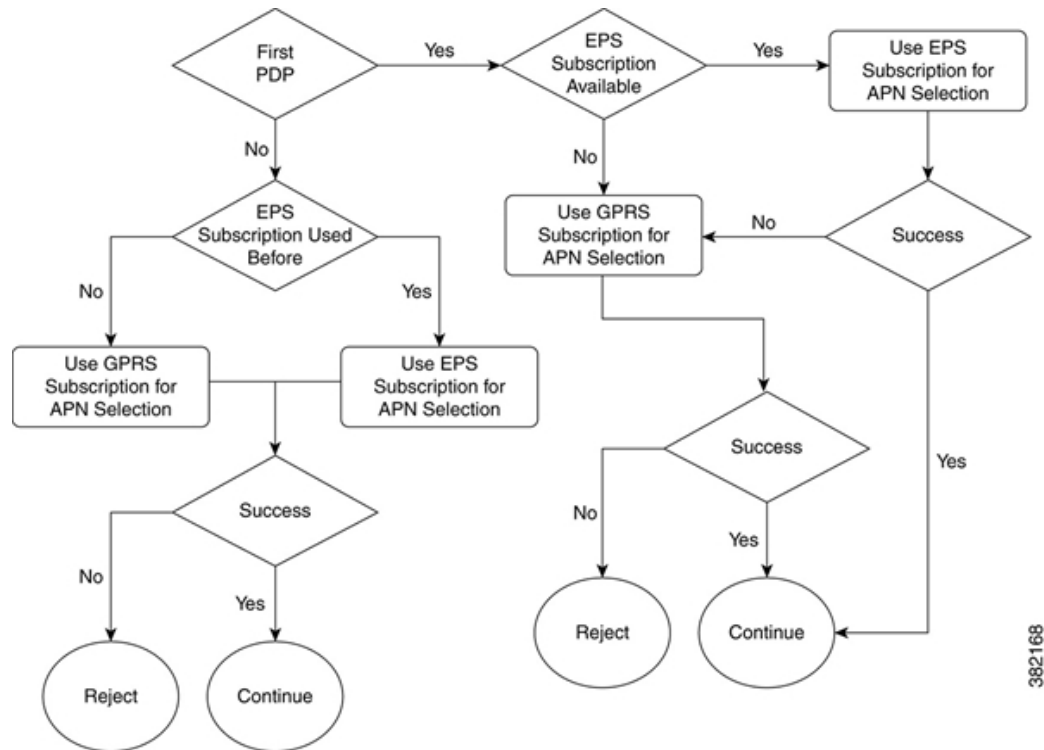 First
PDP
Yes
EPS
Subscription
Available
Yes
Use EPS
Subscription for
APN Selection
No
No
EPS
Subscription Used
Before
Use GPRS
Subscription for
APN Selection
No
Success
No
Yes
Use GPRS
Subscription for
APN Selection
Use EPS
Subscription for
APN Selection
Success
Yes
Success
No
Yes
No
Yes
Reject
Continue
Reject
Continue
382168